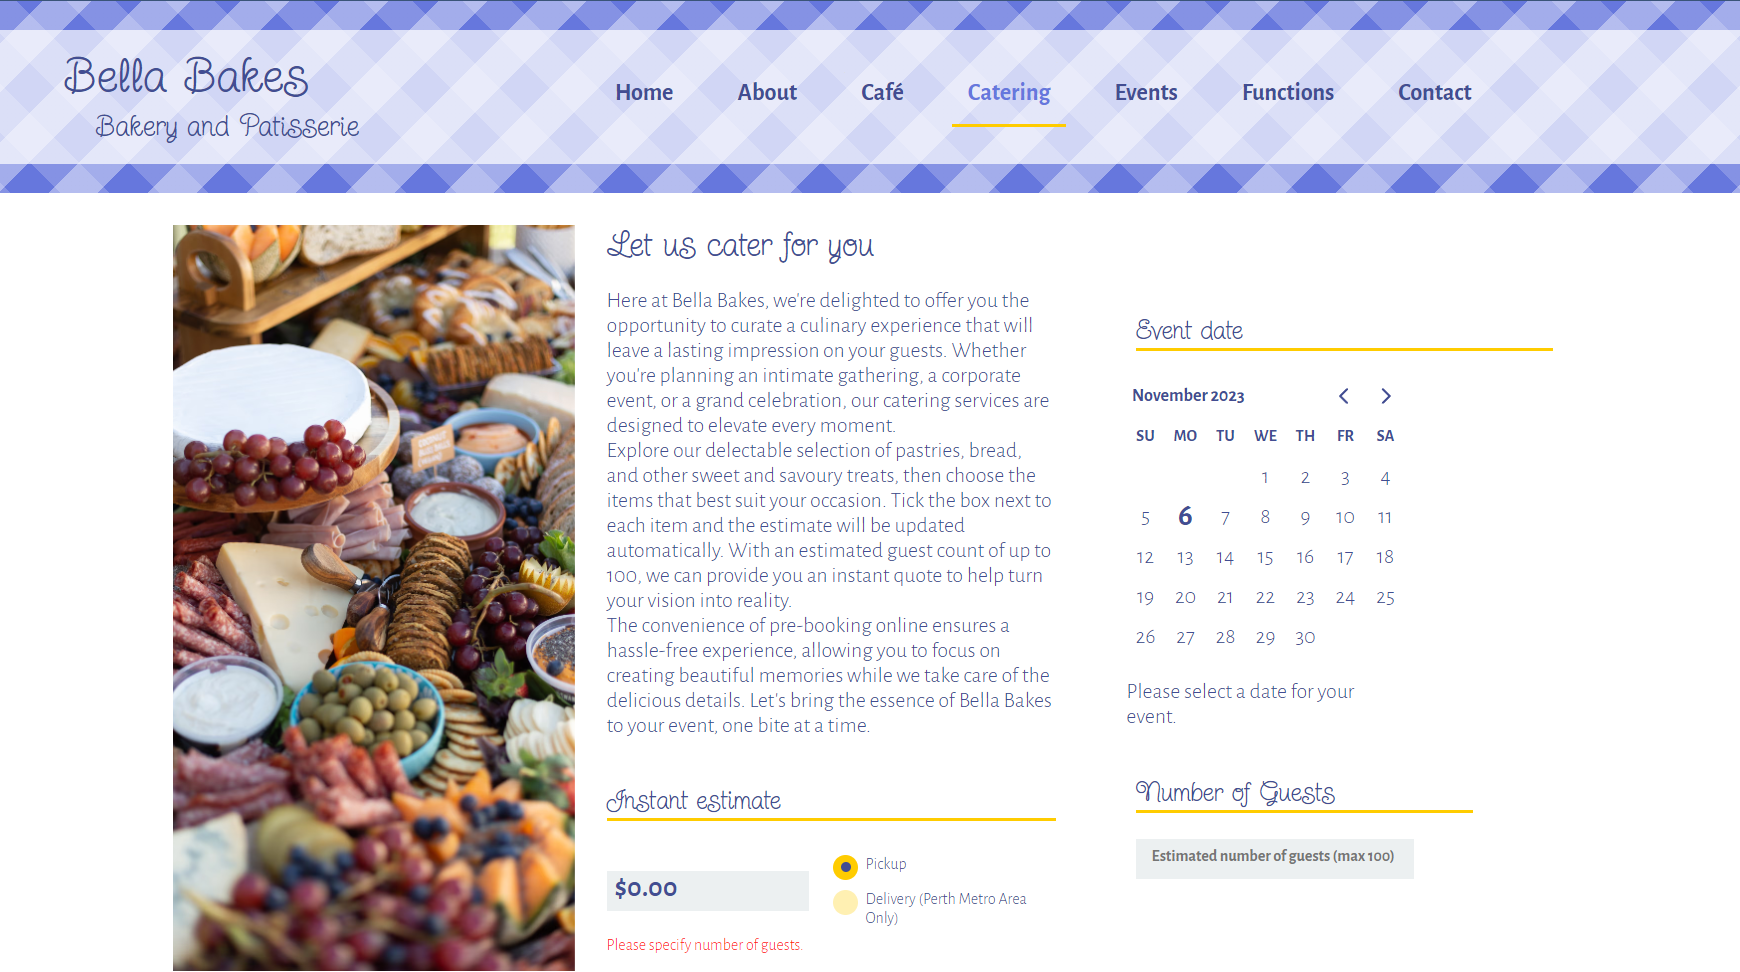 Bella Bakes
Bakery and Patisserie
Home About Café Catering Events Functions Contact
Let us cater for you
Here at Bella Bakes, we're delighted to offer you the
opportunity to curate a culinary experience that will
leave a lasting impression on your guests. Whether
you're planning an intimate gathering, a corporate
event, or a grand celebration, our catering services are
designed to elevate every moment.
Explore our delectable selection of pastries, bread,
and other sweet and savoury treats, then choose the
items that best suit your occasion. Tick the box next to
each item and the estimate will be updated
automatically. With an estimated guest count of up to
100, we can provide you an instant quote to help turn
your vision into reality.
The convenience of pre-booking online ensures a
hassle-free experience, allowing you to focus on
creating beautiful memories while we take care of the
delicious details. Let's bring the essence of Bella Bakes
to your event, one bite at a time.
Instant estimate
$0.00
Pickup
Delivery (Perth Metro Area
Only)
Please specify number of guests.
Event date
November 2023
SU MO TU WE TH FR SA
1 2 3 4
5 6 7 8 9 10 11
12 13 14 15 16 17 18
19 20 21 22 23 24 25
26 27 28 29 30
Please select a date for your
event.
Number of Guests
Estimated number of guests (max 100)